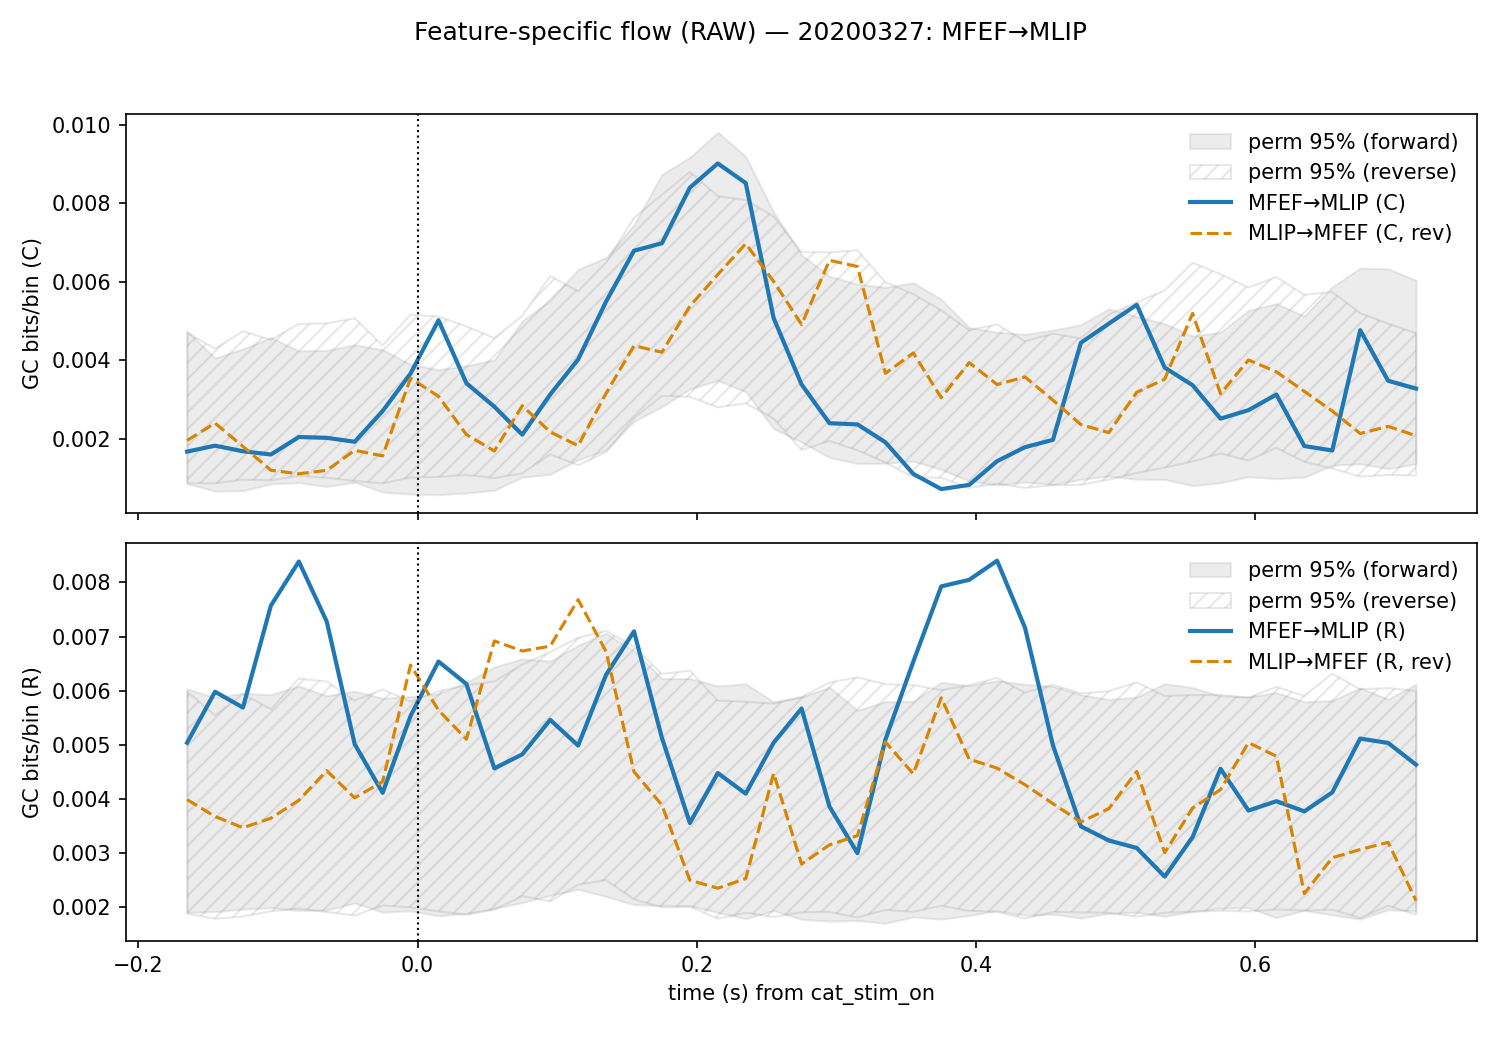 Feature-specific flow (RAW) — 20200327: MFEF→MLIP
GC bits/bin (C)
0.010
0.008
0.006
0.004
0.002
perm 95% (forward)
perm 95% (reverse)
MFEF→MLIP (C)
MLIP→MFEF (C, rev)
GC bits/bin (R)
0.008
0.007
0.006
0.005
0.004
0.003
0.002
perm 95% (forward)
perm 95% (reverse)
MFEF→MLIP (R)
MLIP→MFEF (R, rev)
−0.2 0.0 0.2 0.4 0.6
time (s) from cat_stim_on